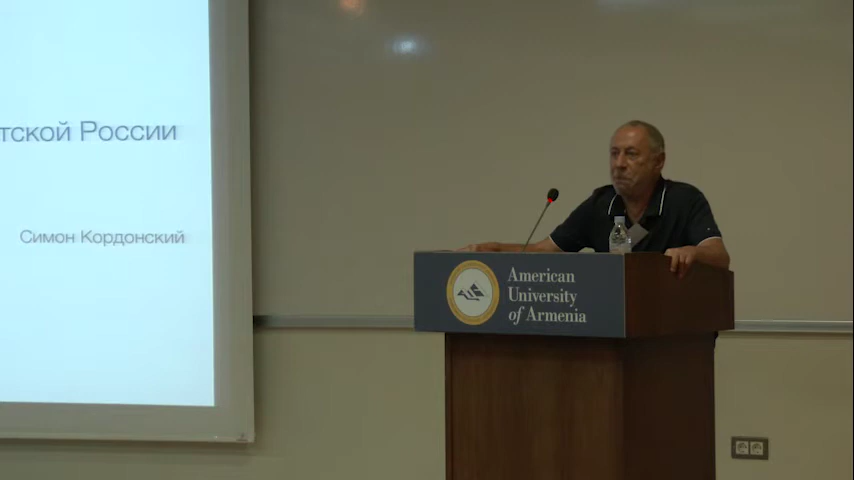 тской России
Симон Кордонский
American
University
of Armenia